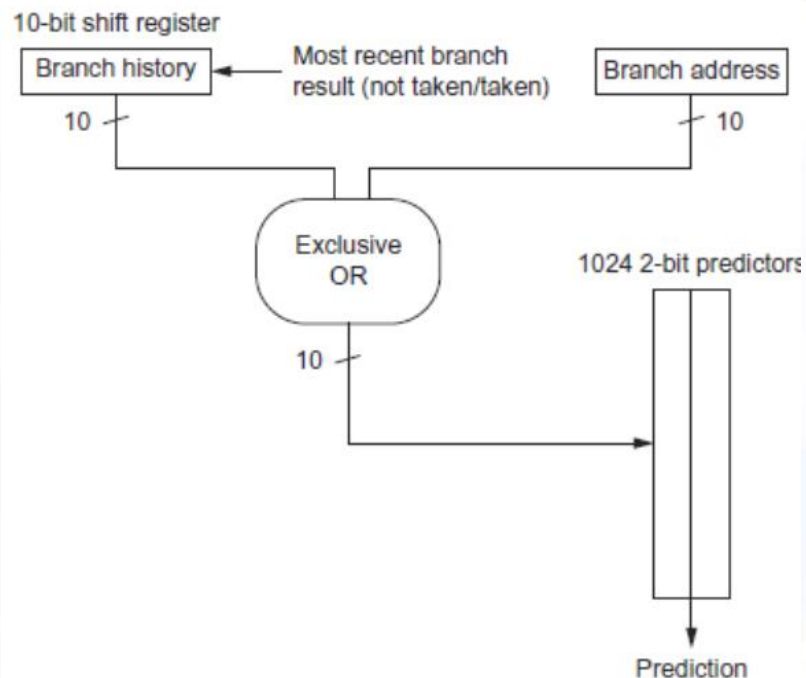 10-bit shift register
Branch history
Most recent branch
result (not taken/taken)
Branch address
10
10
Exclusive
OR
1024 2-bit predictors
10
Prediction